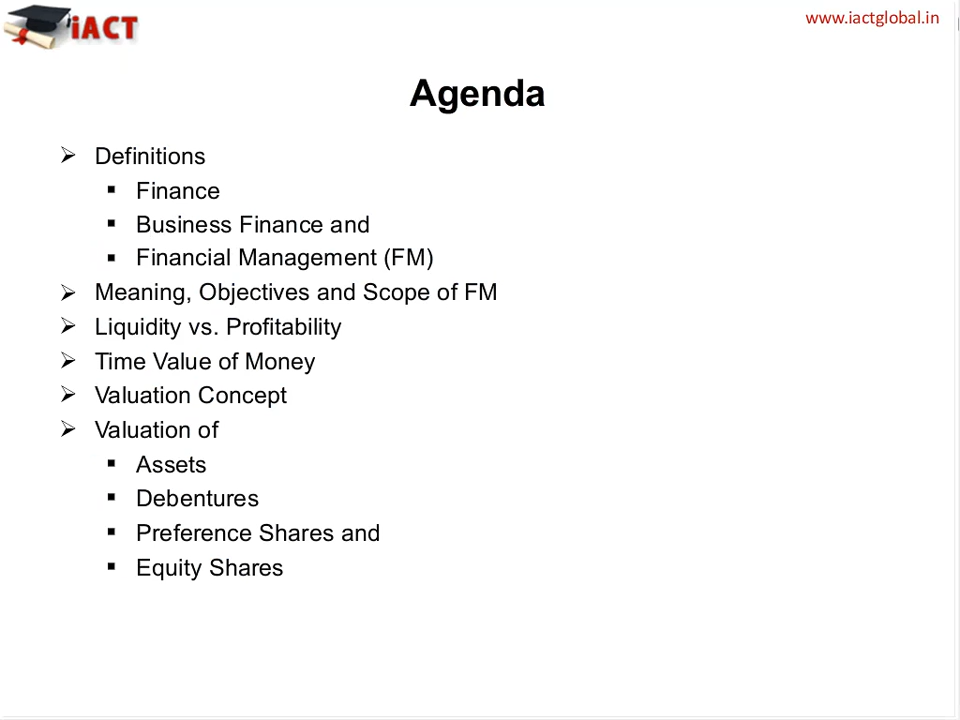 iACT
www.iactglobal.in
Agenda
Definitions
Finance
Business Finance and
Financial Management (FM)
Meaning, Objectives and Scope of FM
Liquidity vs. Profitability
Time Value of Money
Valuation Concept
Valuation of
Assets
Debentures
Preference Shares and
Equity Shares